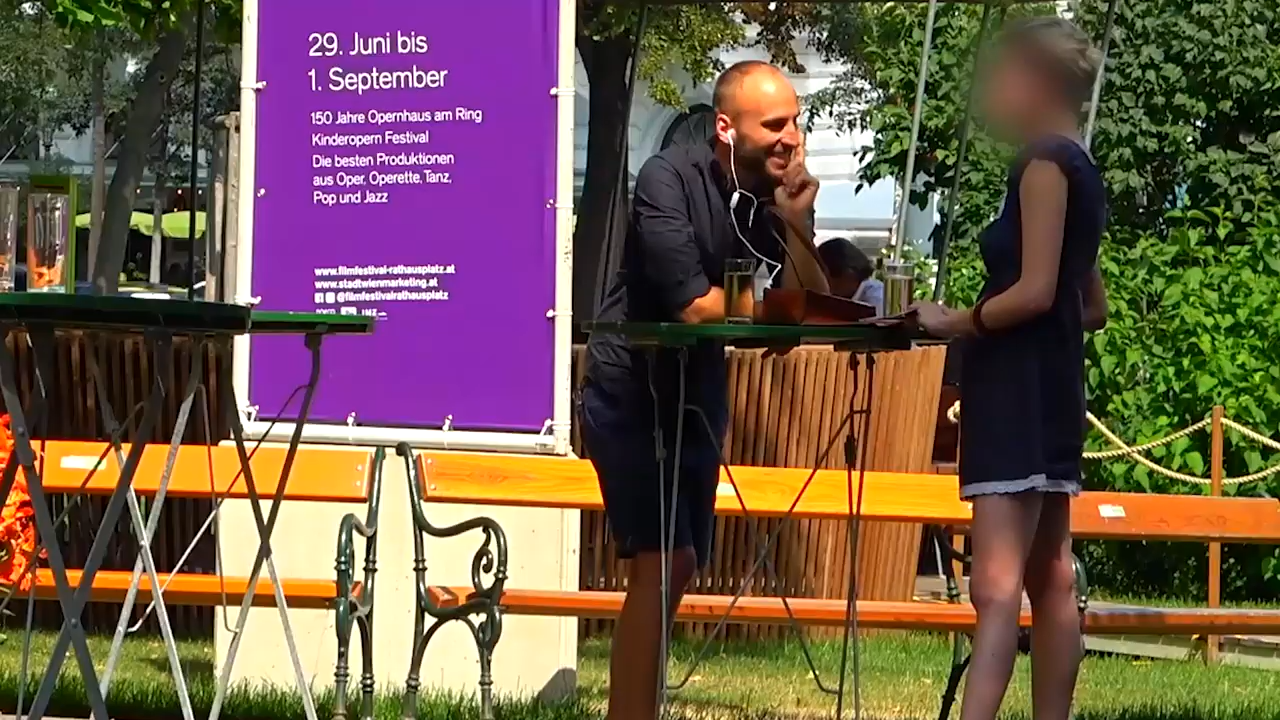 29. Juni bis
1. September
150 Jahre Opernhaus am Ring
Kinderopern Festival
Die besten Produktionen
aus Oper, Operette, Tanz,
Pop und Jazz
www.filmfestival-rathausplatz.at
www.stadtwienmarketing.at
@filmfestivalrathausplatz